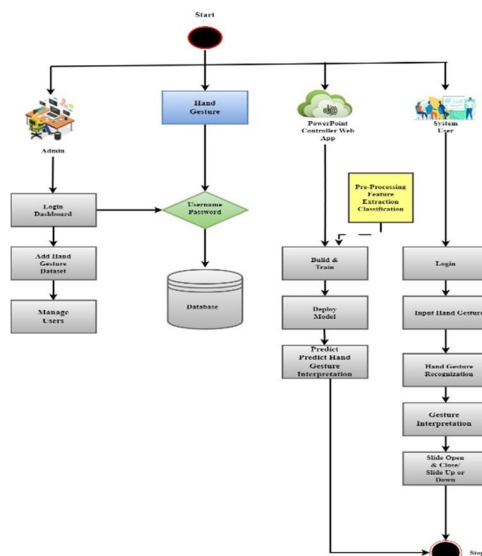 Start
Admin
Hand
Gesture
PowerPoint
Controller Web
App
System
User
Pre-Processing
Feature
Extraction
Classification
Login
Dashboard
Username
Password
Add Hand
Gesture
Dataset
Manage
Users
Database
Build &
Train
Deploy
Model
Predict
Predict Hand
Gesture
Interpretation
Login
Input Hand Gesture
Hand Gesture
Recognization
Gesture
Interpretation
Slide Open
& Close/
Slide Up or
Down
Stop